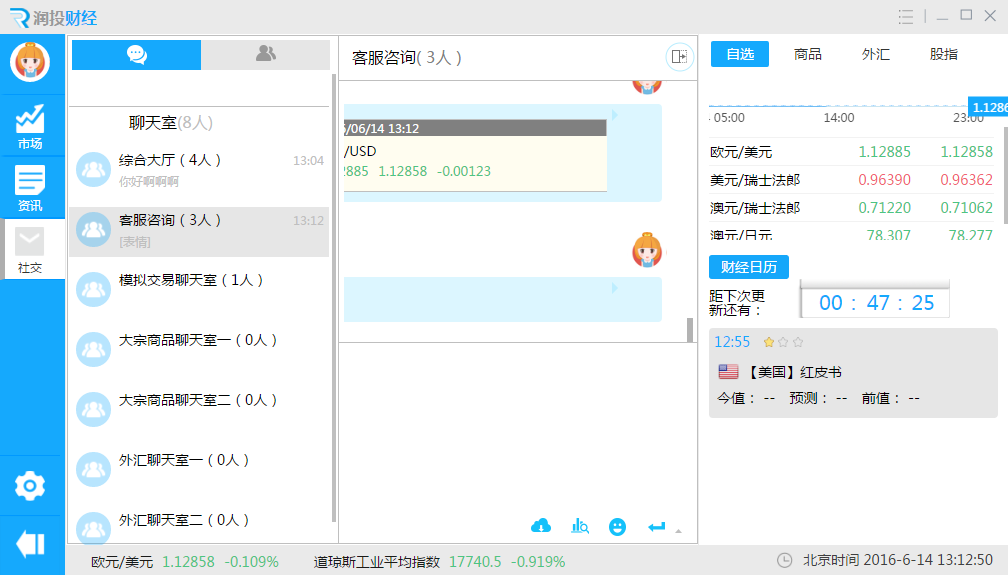 润投财经
市场
资讯
社交
聊天室(8人)
综合大厅（4人） 13:04
你好啊啊啊
客服咨询（3人） 13:12
[表情]
模拟交易聊天室（1人）
大宗商品聊天室一（0人）
大宗商品聊天室二（0人）
外汇聊天室一（0人）
外汇聊天室二（0人）
客服咨询( 3人 )
/06/14 13:12
/USD
2885 1.12858 -0.00123
自选 商品 外汇 股指
1.1286
05:00 14:00 23:00
欧元/美元 1.12885 1.12858
美元/瑞士法郎 0.96390 0.96362
澳元/瑞士法郎 0.71220 0.71062
澳元/日元 78.307 78.277
财经日历
距下次更
新还有：
00 : 47 : 25
12:55
【美国】红皮书
今值： -- 预测： -- 前值： --
欧元/美元 1.12858 -0.109% 道琼斯工业平均指数 17740.5 -0.919% 北京时间 2016-6-14 13:12:50